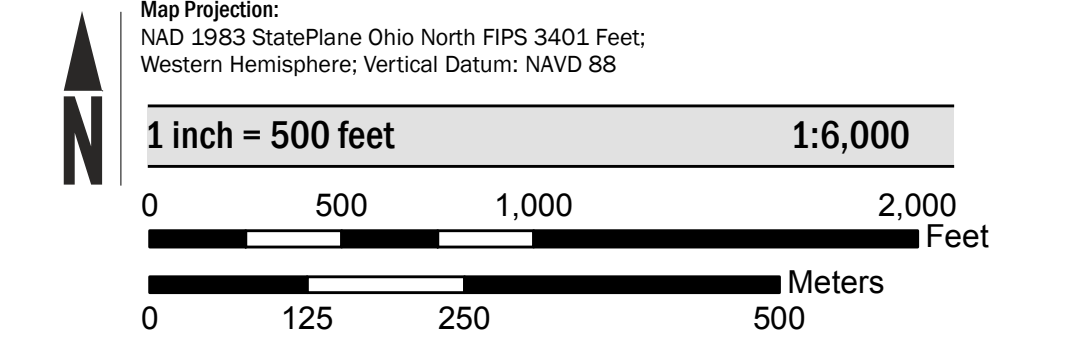 Map Projection:
NAD 1983 StatePlane Ohio North FIPS 3401 Feet;
Western Hemisphere; Vertical Datum: NAVD 88
N
1 inch = 500 feet 1:6,000
0 500 1,000 2,000
Feet
Meters
0 125 250 500